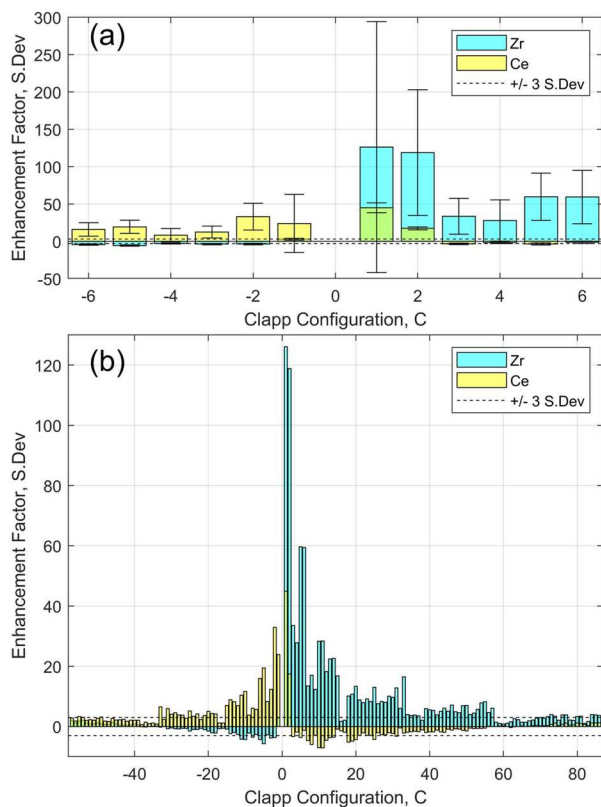 (a)
Enhancement Factor, S.Dev
300
250
200
150
100
50
0
-50
Zr
Ce
+/- 3 S.Dev
-6
-4
-2
0
2
4
6
Clapp Configuration, C
(b)
Enhancement Factor, S.Dev
120
100
80
60
40
20
0
Zr
Ce
+/- 3 S.Dev
-40
-20
0
20
40
60
80
Clapp Configuration, C